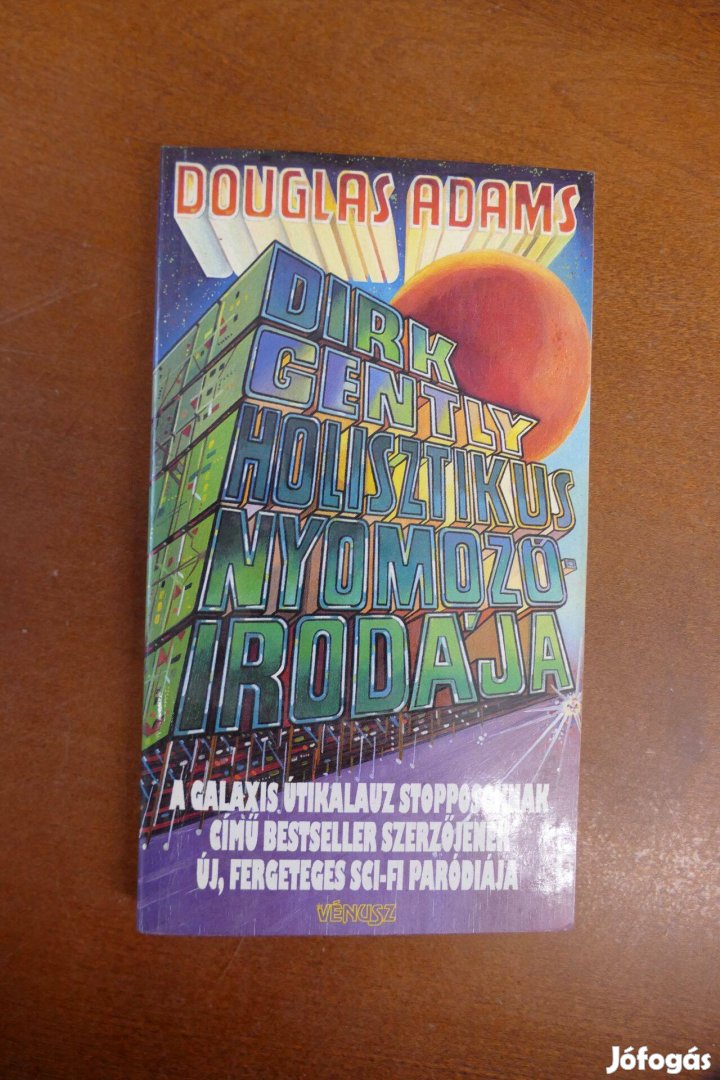 DOUGLAS ADAMS
DIRK
GENTLY
HOLISZTIKUS
NYOMOZÓ-
IRODÁJA
A GALAXIS ÚTIKALAUZ STOPPOSOKNAK
CÍMŰ BESTSELLER SZERZŐJÉNEK
ÚJ, FERGETEGES SCI-FI PARÓDIÁJA
VÉNUSZ
Jófogás